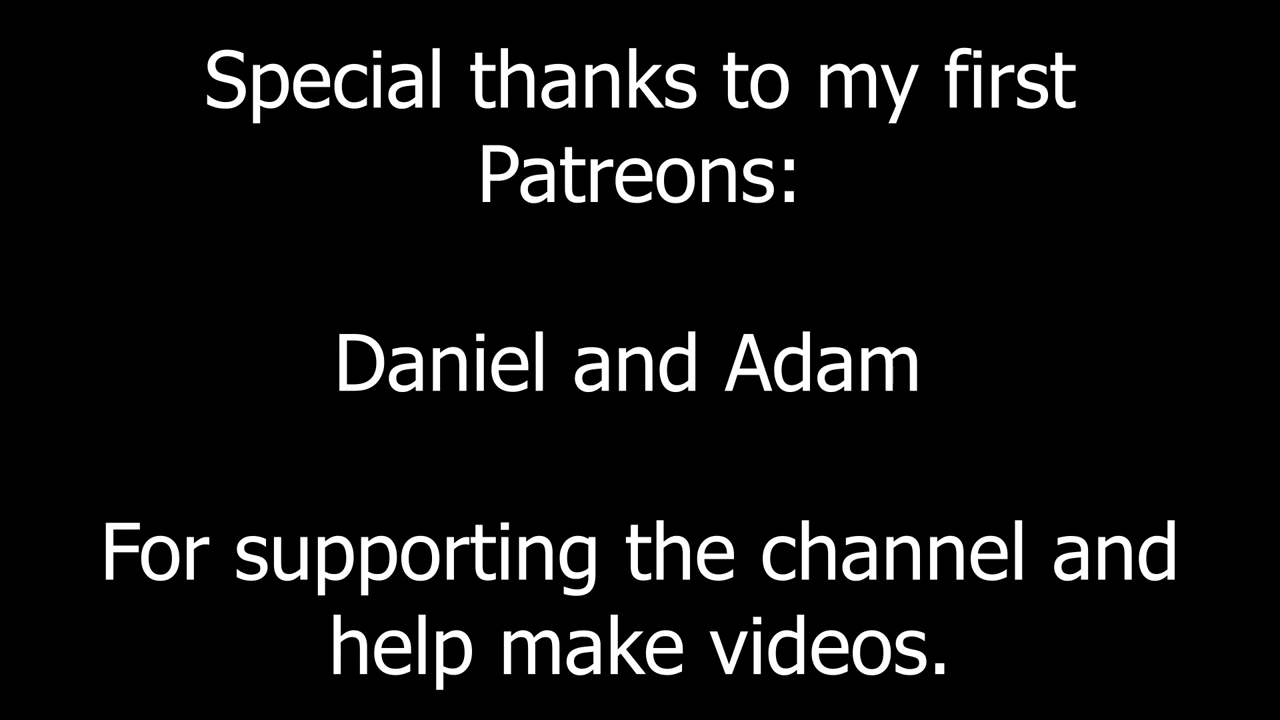 Special thanks to my first
Patreons:
Daniel and Adam
For supporting the channel and
help make videos.